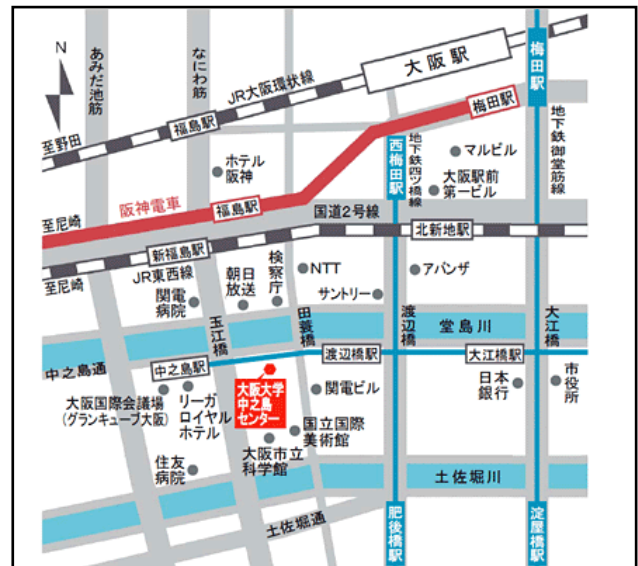 N
あみだ池筋
なにわ筋
JR大阪環状線
大阪駅
梅田駅
梅田駅
福島駅
至野田
ホテル
阪神
西梅田駅
地下鉄四ツ橋線
マルビル
大阪駅前
第一ビル
地下鉄御堂筋線
阪神電車
福島駅
国道2号線
至尼崎
新福島駅
北新地駅
至尼崎
JR東西線
関電
病院
朝日
放送
検察庁
NTT
サントリー
アバンザ
玉江橋
田蓑橋
渡辺橋
堂島川
大江橋
中之島通
中之島駅
渡辺橋駅
大江橋駅
大阪大学
中之島
センター
大阪国際会議場
(グランキューブ大阪)
リーガ
ロイヤル
ホテル
関電ビル
日本
銀行
市役所
国立国際
美術館
大阪市立
科学館
住友
病院
土佐堀川
土佐堀通
肥後橋駅
淀屋橋駅